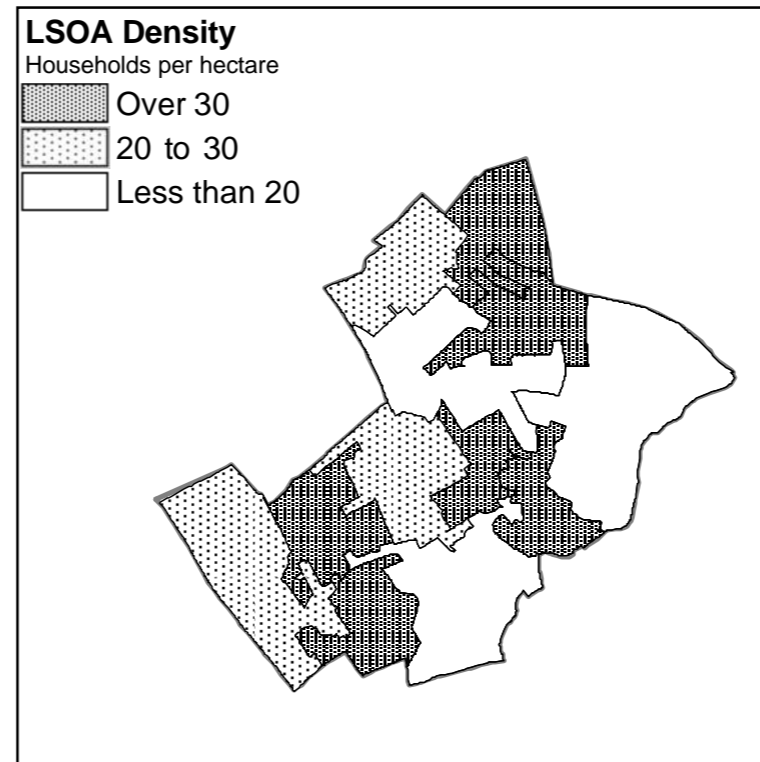 LSOA Density
Households per hectare
Over 30
20 to 30
Less than 20